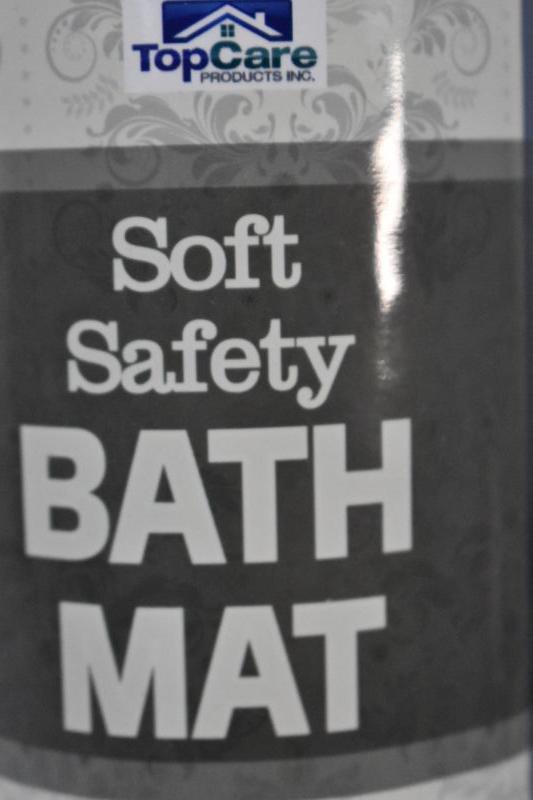 TopCare
PRODUCTS INC.
Soft
Safety
BATH
MAT